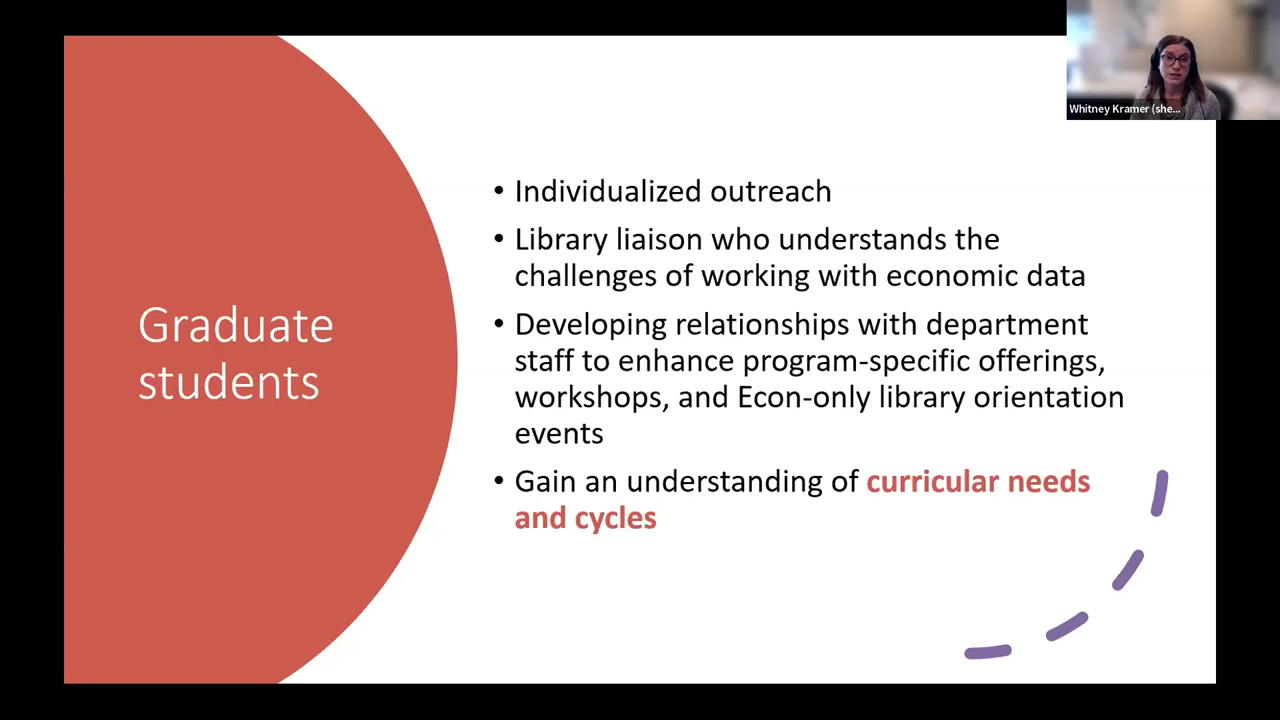 Whitney Kramer (she...
Graduate
students
• Individualized outreach
• Library liaison who understands the
challenges of working with economic data
• Developing relationships with department
staff to enhance program-specific offerings,
workshops, and Econ-only library orientation
events
• Gain an understanding of curricular needs
and cycles